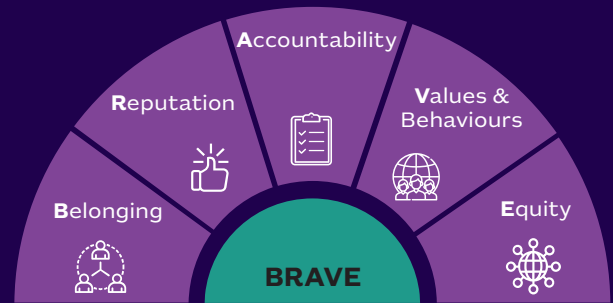 Belonging
Reputation
Accountability
Values &
Behaviours
Equity
BRAVE